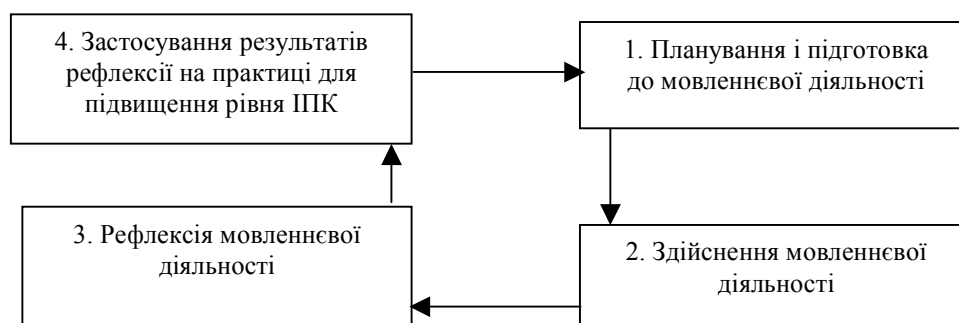 4. Застосування результатів
рефлексії на практиці для
підвищення рівня ІПК
1. Планування і підготовка
до мовленнєвої діяльності
3. Рефлексія мовленнєвої
діяльності
2. Здійснення мовленнєвої
діяльності